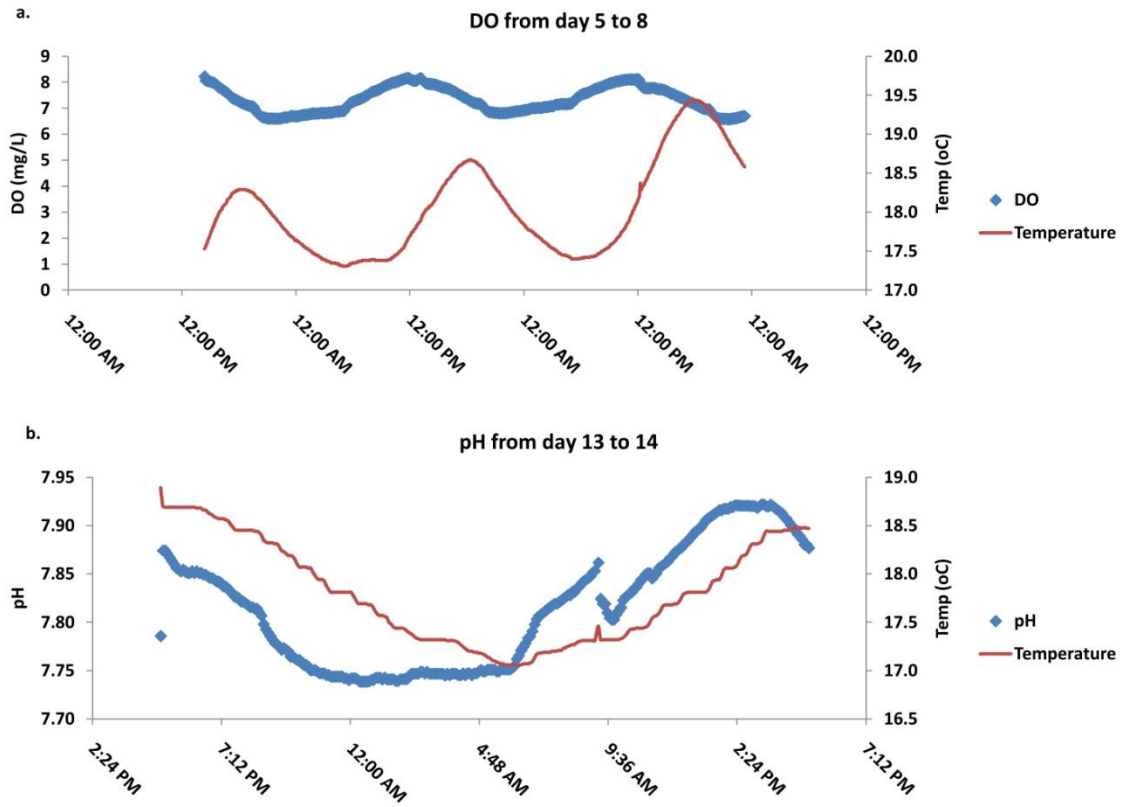 a.
DO from day 5 to 8
9
8
7
6
5
4
3
2
1
0
DO (mg/L)
20.0
19.5
19.0
18.5
18.0
17.5
17.0
Temp (oC)
DO
Temperature
12:00 AM
12:00 PM
12:00 AM
12:00 PM
12:00 AM
12:00 PM
12:00 AM
12:00 PM
b.
pH from day 13 to 14
7.95
7.90
7.85
7.80
7.75
7.70
pH
19.0
18.5
18.0
17.5
17.0
16.5
Temp (oC)
pH
Temperature
2:24 PM
7:12 PM
12:00 AM
4:48 AM
9:36 AM
2:24 PM
7:12 PM